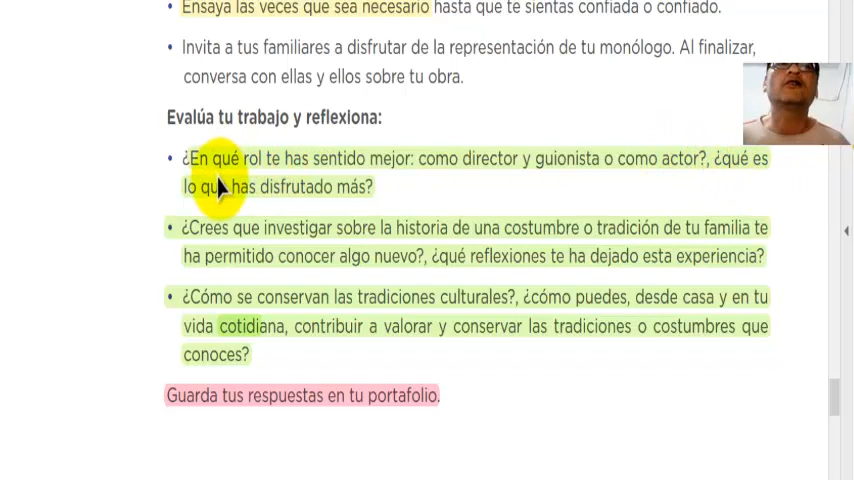 • Ensaya las veces que sea necesario hasta que te sientas confiada o confiado.
• Invita a tus familiares a disfrutar de la representación de tu monólogo. Al finalizar,
conversa con ellas y ellos sobre tu obra.
Evalúa tu trabajo y reflexiona:
• ¿En qué rol te has sentido mejor: como director y guionista o como actor?, ¿qué es
lo que has disfrutado más?
• ¿Crees que investigar sobre la historia de una costumbre o tradición de tu familia te
ha permitido conocer algo nuevo?, ¿qué reflexiones te ha dejado esta experiencia?
• ¿Cómo se conservan las tradiciones culturales?, ¿cómo puedes, desde casa y en tu
vida cotidiana, contribuir a valorar y conservar las tradiciones o costumbres que
conoces?
Guarda tus respuestas en tu portafolio.